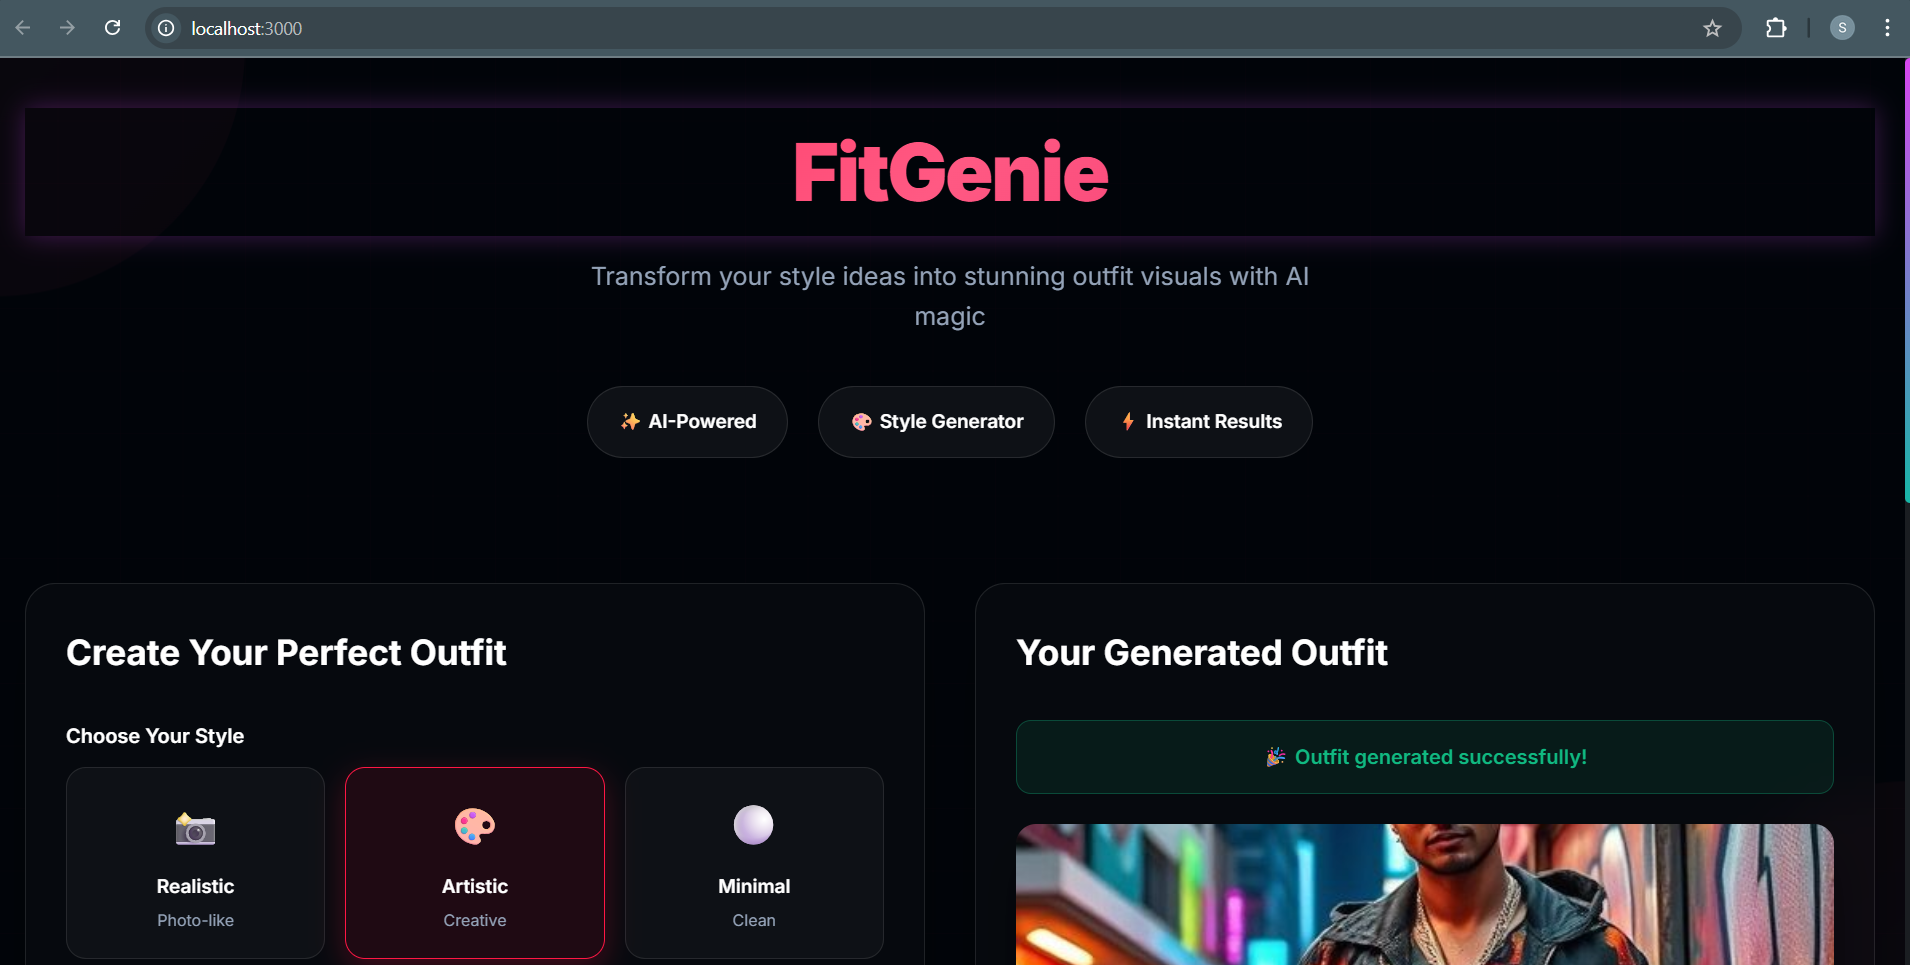 localhost:3000
S
FitGenie
Transform your style ideas into stunning outfit visuals with AI
magic
✨ AI-Powered
🎨 Style Generator
⚡ Instant Results
Create Your Perfect Outfit
Choose Your Style
Realistic
Photo-like
Artistic
Creative
Minimal
Clean
Your Generated Outfit
🎉 Outfit generated successfully!